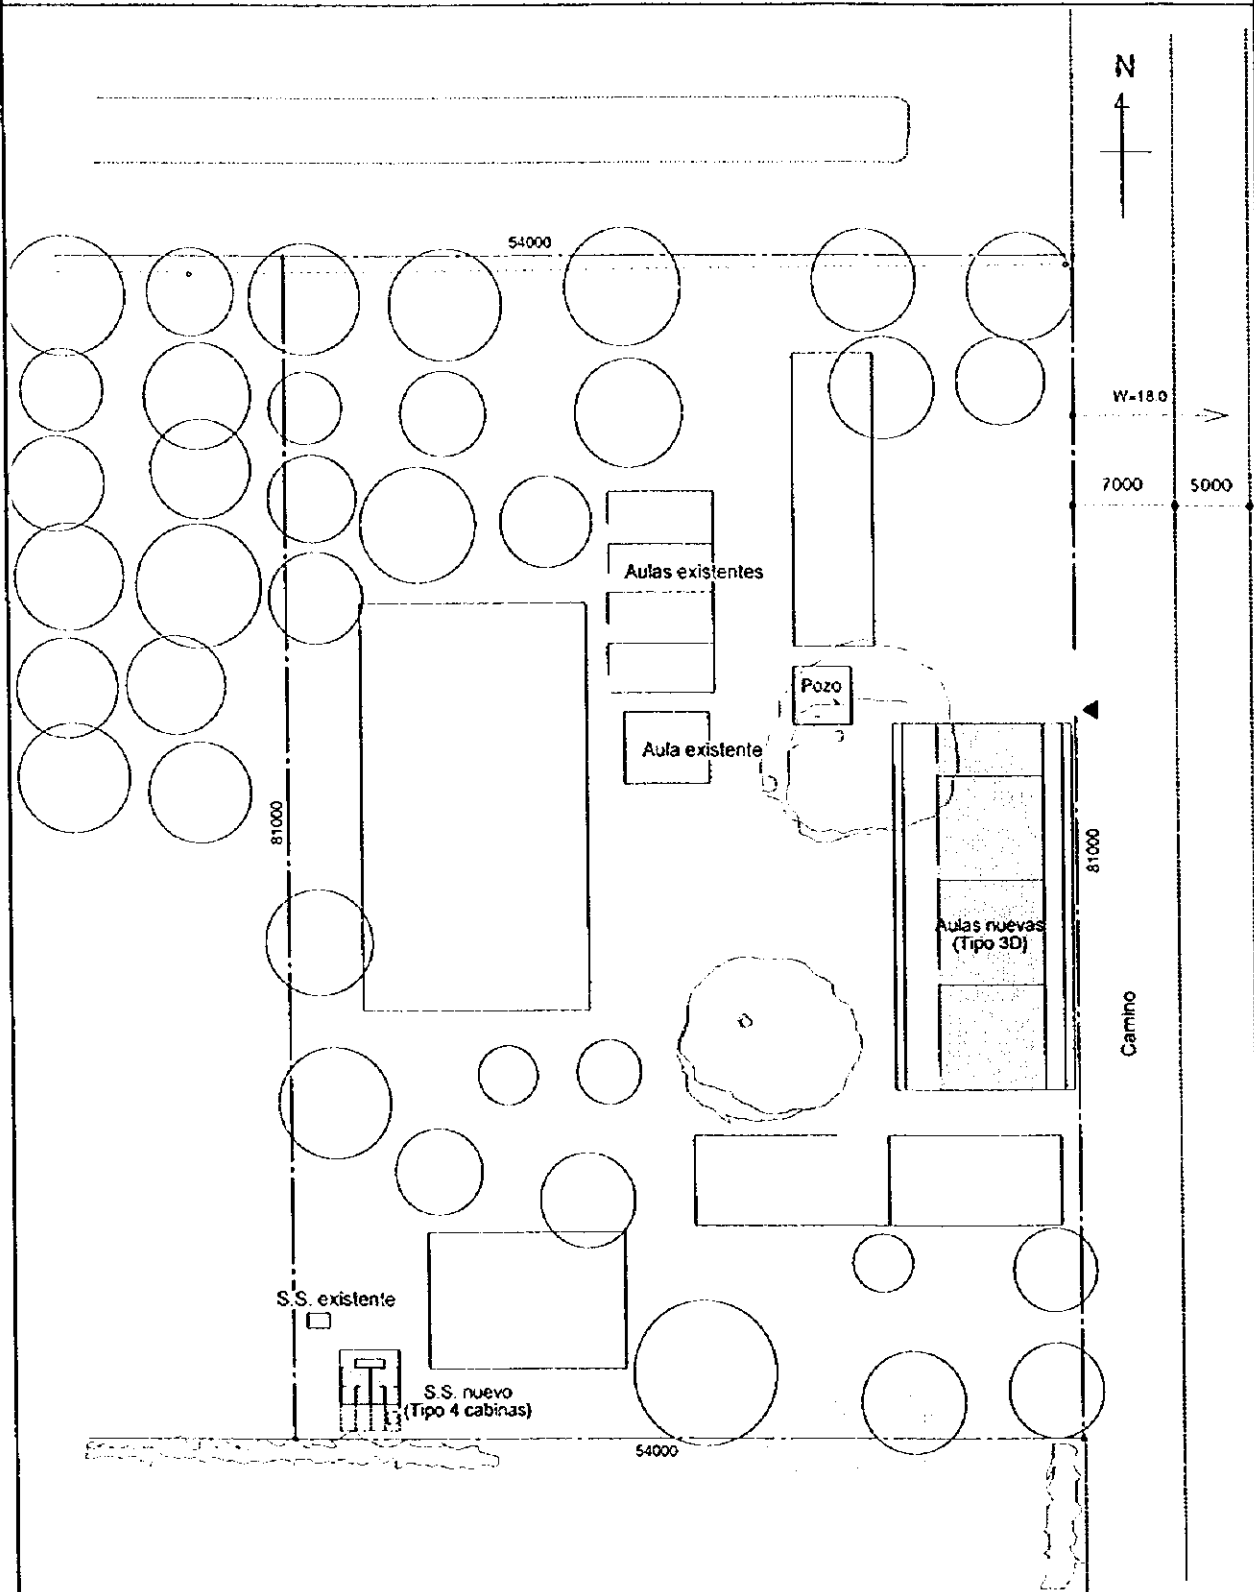 N
54000
W=18.0
7000
5000
Aulas existentes
Pozo
Aula existente
81000
81000
Aulas nuevas
(Tipo 3D)
Camino
S.S. existente
S.S. nuevo
(Tipo 4 cabinas)
54000